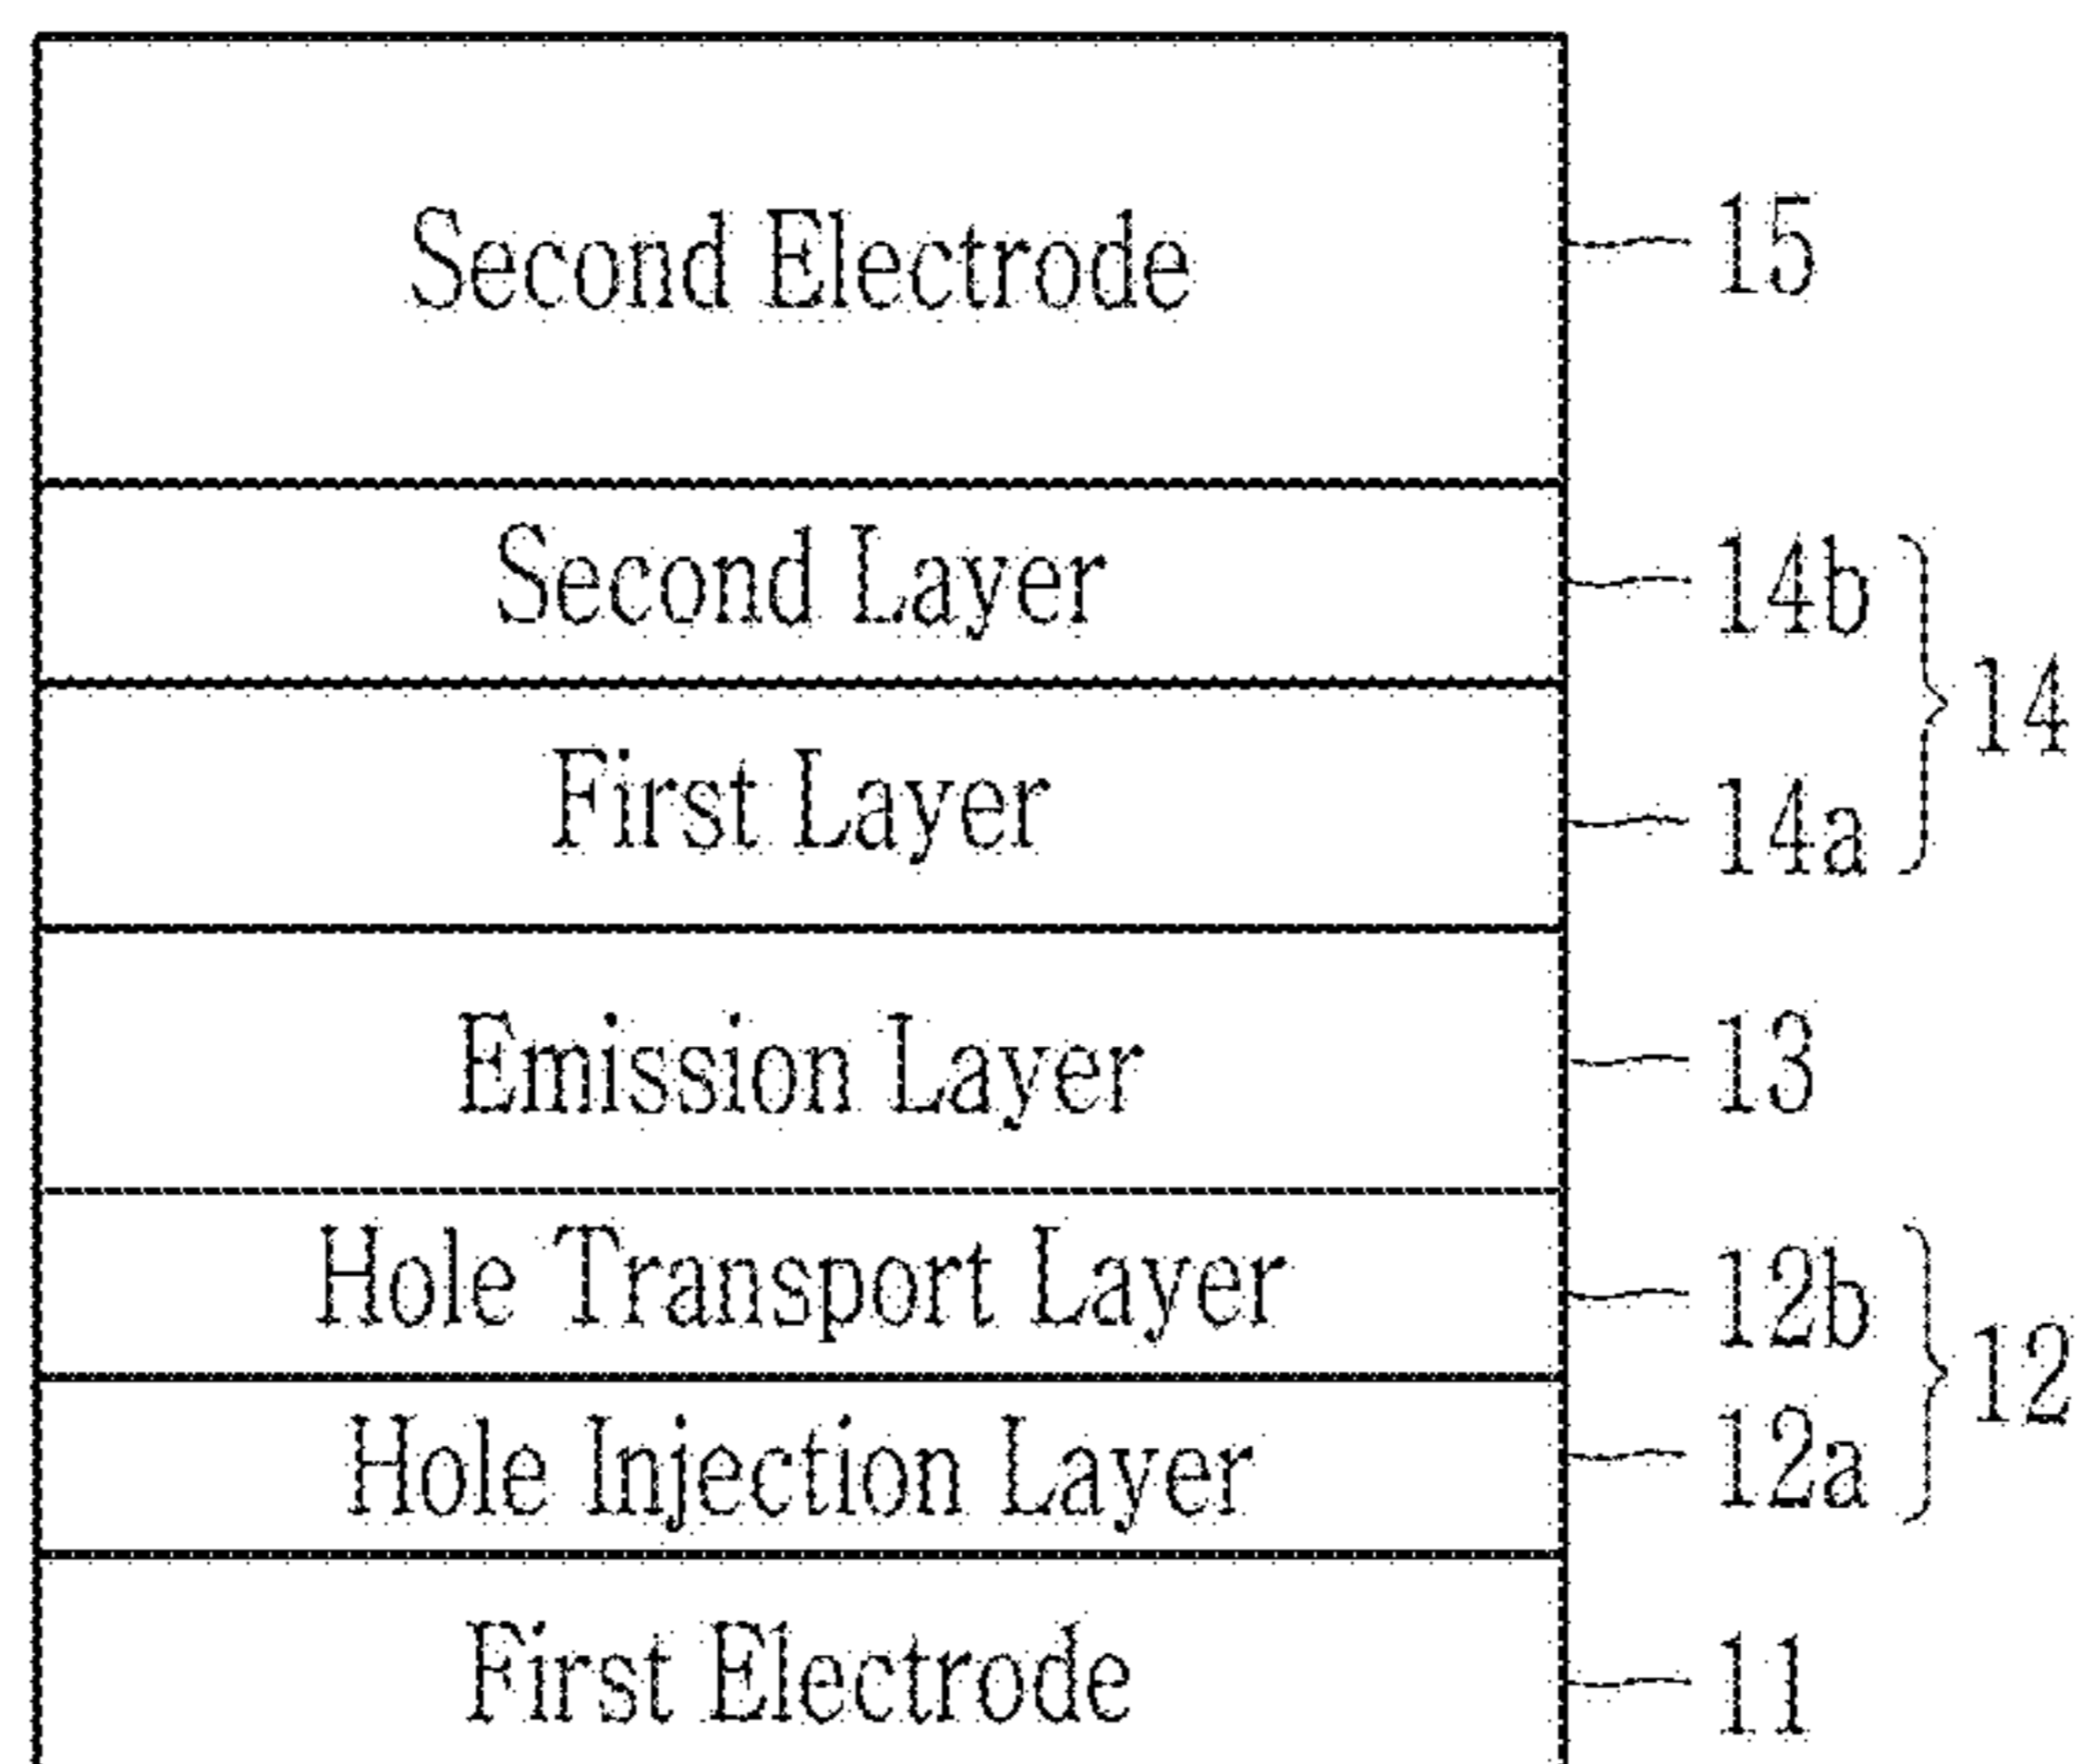 Second Electrode 15
Second Layer 14b
14
First Layer 14a
Emission Layer 13
Hole Transport Layer 12b
12
Hole Injection Layer 12a
First Electrode 11